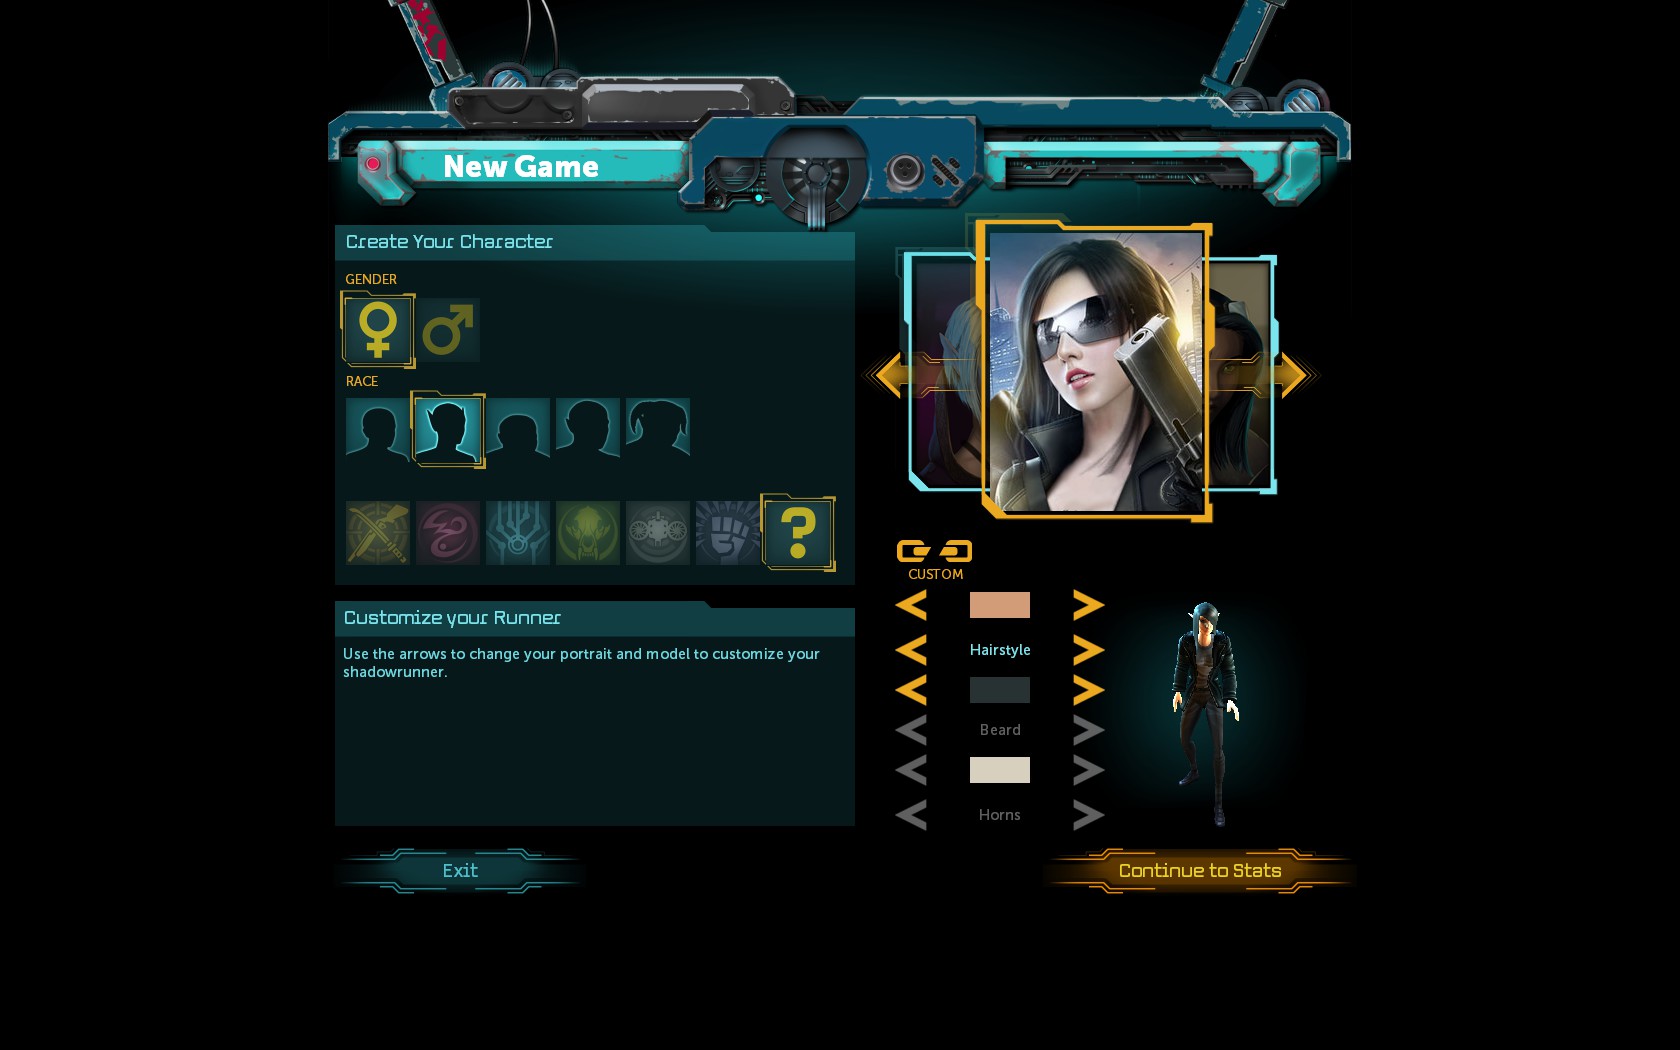 New Game
Create Your Character
GENDER
RACE
?
CUSTOM
Customize your Runner
Use the arrows to change your portrait and model to customize your
shadowrunner.
Hairstyle
Beard
Horns
Exit
Continue to Stats